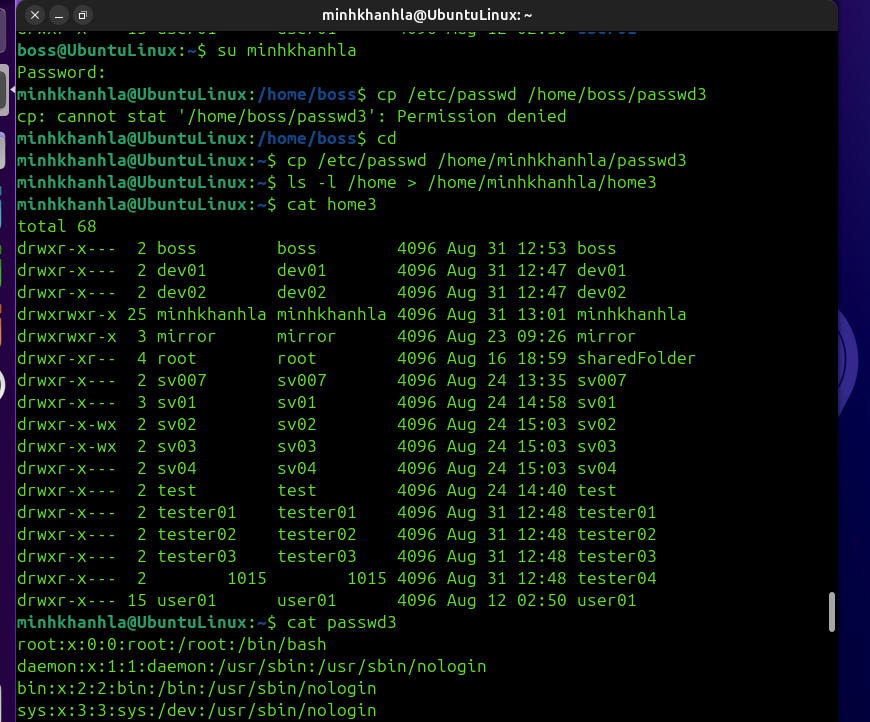 minhkhanhla@UbuntuLinux: ~
drwxr-x--- 15 user01     user01      4096 Aug 12 02:50 user01
boss@UbuntuLinux:~$ su minhkhanhla
Password:
minhkhanhla@UbuntuLinux:/home/boss$ cp /etc/passwd /home/boss/passwd3
cp: cannot stat '/home/boss/passwd3': Permission denied
minhkhanhla@UbuntuLinux:/home/boss$ cd
minhkhanhla@UbuntuLinux:~$ cp /etc/passwd /home/minhkhanhla/passwd3
minhkhanhla@UbuntuLinux:~$ ls -l /home > /home/minhkhanhla/home3
minhkhanhla@UbuntuLinux:~$ cat home3
total 68
drwxr-x---  2 boss        boss        4096 Aug 31 12:53 boss
drwxr-x---  2 dev01       dev01       4096 Aug 31 12:47 dev01
drwxr-x---  2 dev02       dev02       4096 Aug 31 12:47 dev02
drwxrwxr-x 25 minhkhanhla minhkhanhla 4096 Aug 31 13:01 minhkhanhla
drwxrwxr-x  3 mirror      mirror      4096 Aug 23 09:26 mirror
drwxr-xr--  4 root        root        4096 Aug 16 18:59 sharedFolder
drwxr-x---  2 sv007       sv007       4096 Aug 24 13:35 sv007
drwxr-x---  3 sv01        sv01        4096 Aug 24 14:58 sv01
drwxr-x-wx  2 sv02        sv02        4096 Aug 24 15:03 sv02
drwxr-x-wx  2 sv03        sv03        4096 Aug 24 15:03 sv03
drwxr-x---  2 sv04        sv04        4096 Aug 24 15:03 sv04
drwxr-x---  2 test        test        4096 Aug 24 14:40 test
drwxr-x---  2 tester01    tester01    4096 Aug 31 12:48 tester01
drwxr-x---  2 tester02    tester02    4096 Aug 31 12:48 tester02
drwxr-x---  2 tester03    tester03    4096 Aug 31 12:48 tester03
drwxr-x---  2        1015        1015 4096 Aug 31 12:48 tester04
drwxr-x--- 15 user01      user01      4096 Aug 12 02:50 user01
minhkhanhla@UbuntuLinux:~$ cat passwd3
root:x:0:0:root:/root:/bin/bash
daemon:x:1:1:daemon:/usr/sbin:/usr/sbin/nologin
bin:x:2:2:bin:/bin:/usr/sbin/nologin
sys:x:3:3:sys:/dev:/usr/sbin/nologin